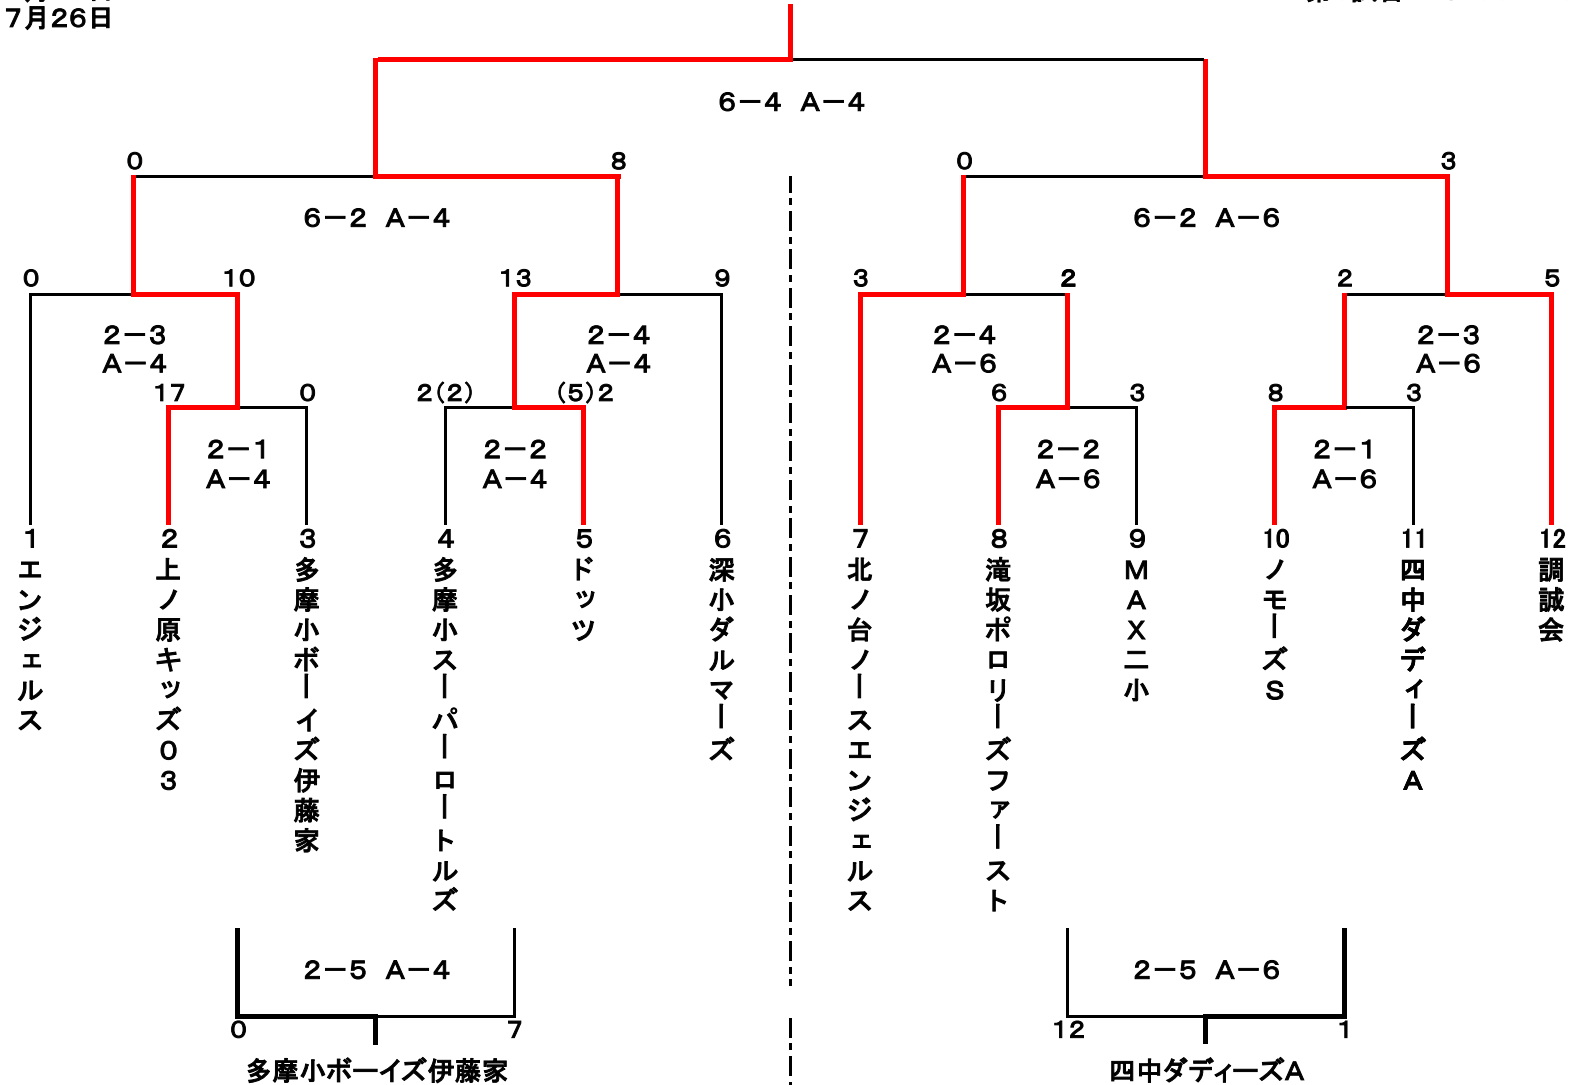 7月26日
6－4 A－4
0
8
0
3
6－2 A－4
6－2 A－6
0
10
13
9
3
2
2
5
2－3
A－4
2－4
A－4
2－4
A－6
2－3
A－6
17
0
2(2)
(5)2
6
3
8
3
2－1
A－4
2－2
A－4
2－2
A－6
2－1
A－6
1
エンジェルス
2
上ノ原キッズ03
3
多摩小ボーイズ伊藤家
4
多摩小スーパーロートルズ
5
ドッツ
6
深小ダルマーズ
7
北ノ台ノースエンジェルス
8
滝坂ポロリーズファースト
9
MAX二小
10
ノモーズS
11
四中ダディーズA
12
調誠会
2－5 A－4
2－5 A－6
0
7
12
1
多摩小ボーイズ伊藤家
四中ダディーズA